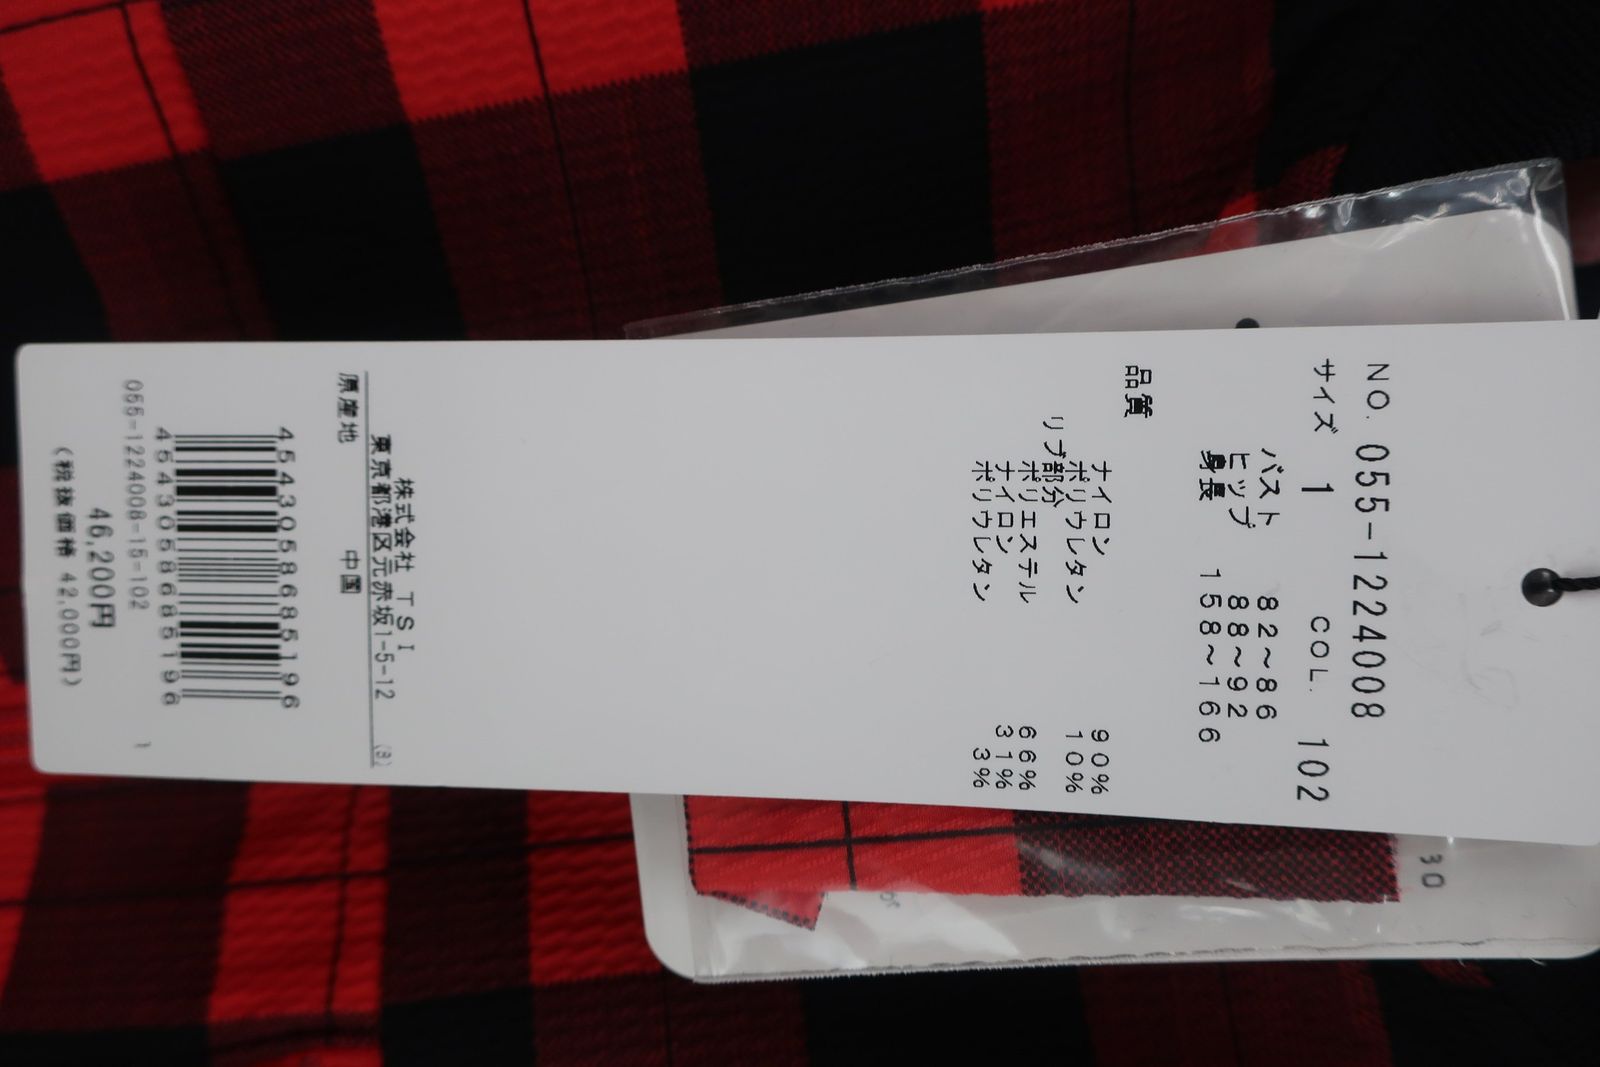 NO. 055-1224008
サイズ 1 COL. 102
バスト 82~86
ヒップ 88~92
身長 158~166
品質
ナイロン 90%
ポリウレタン 10%
リブ部分
ポリエステル 66%
ナイロン 31%
ポリウレタン 3%
株式会社 TSI
東京都港区元赤坂1-5-12 (B)
原産地 中国
4543058685196
4543058685196
055-1224008-15-102 1
46,200円
(税抜価格 42,000円)
30